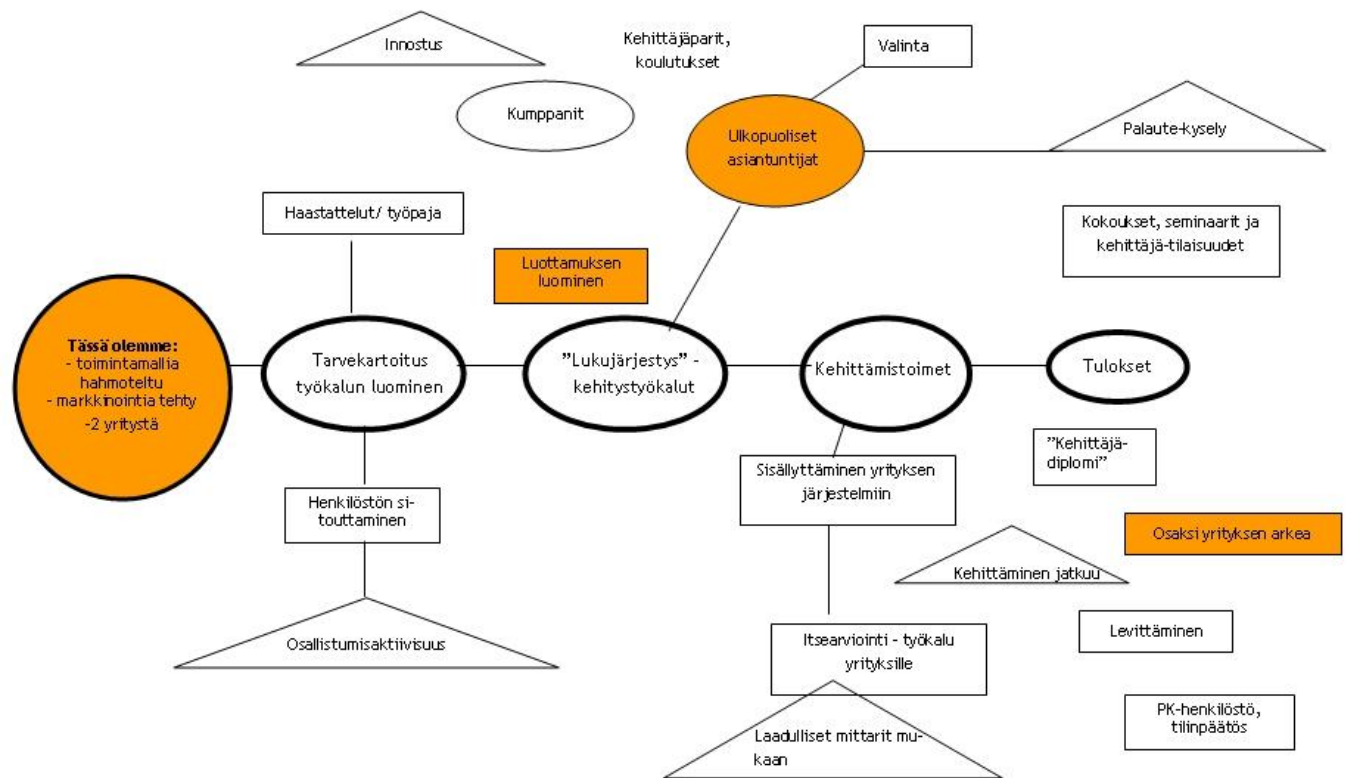 Innostus
Kehittäjäparit,
koulutukset
Valinta
Kumppanit
Ulkopuoliset
asiantuntijat
Palaute-kysely
Haastattelut/ työpaja
Kokoukset, seminaarit ja
kehittäjä-tilaisuudet
Luottamuksen
luominen
Tässä olemme:
- toimintamallia
hahmoteltu
- markkinointia tehty
-2 yritystä
Tarvekartoitus
työkalun luominen
”Lukujärjestys” -
kehitystyökalut
Kehittämistoimet
Tulokset
”Kehittäjä-
diplomi”
Sisällyttäminen yrityksen
järjestelmiin
Henkilöstön si-
touttaminen
Osaksi yrityksen arkea
Kehittäminen jatkuu
Levittäminen
Osallistumisaktiivisuus
Itsearviointi - työkalu
yrityksille
PK-henkilöstö,
tilinpäätös
Laadulliset mittarit mu-
kaan